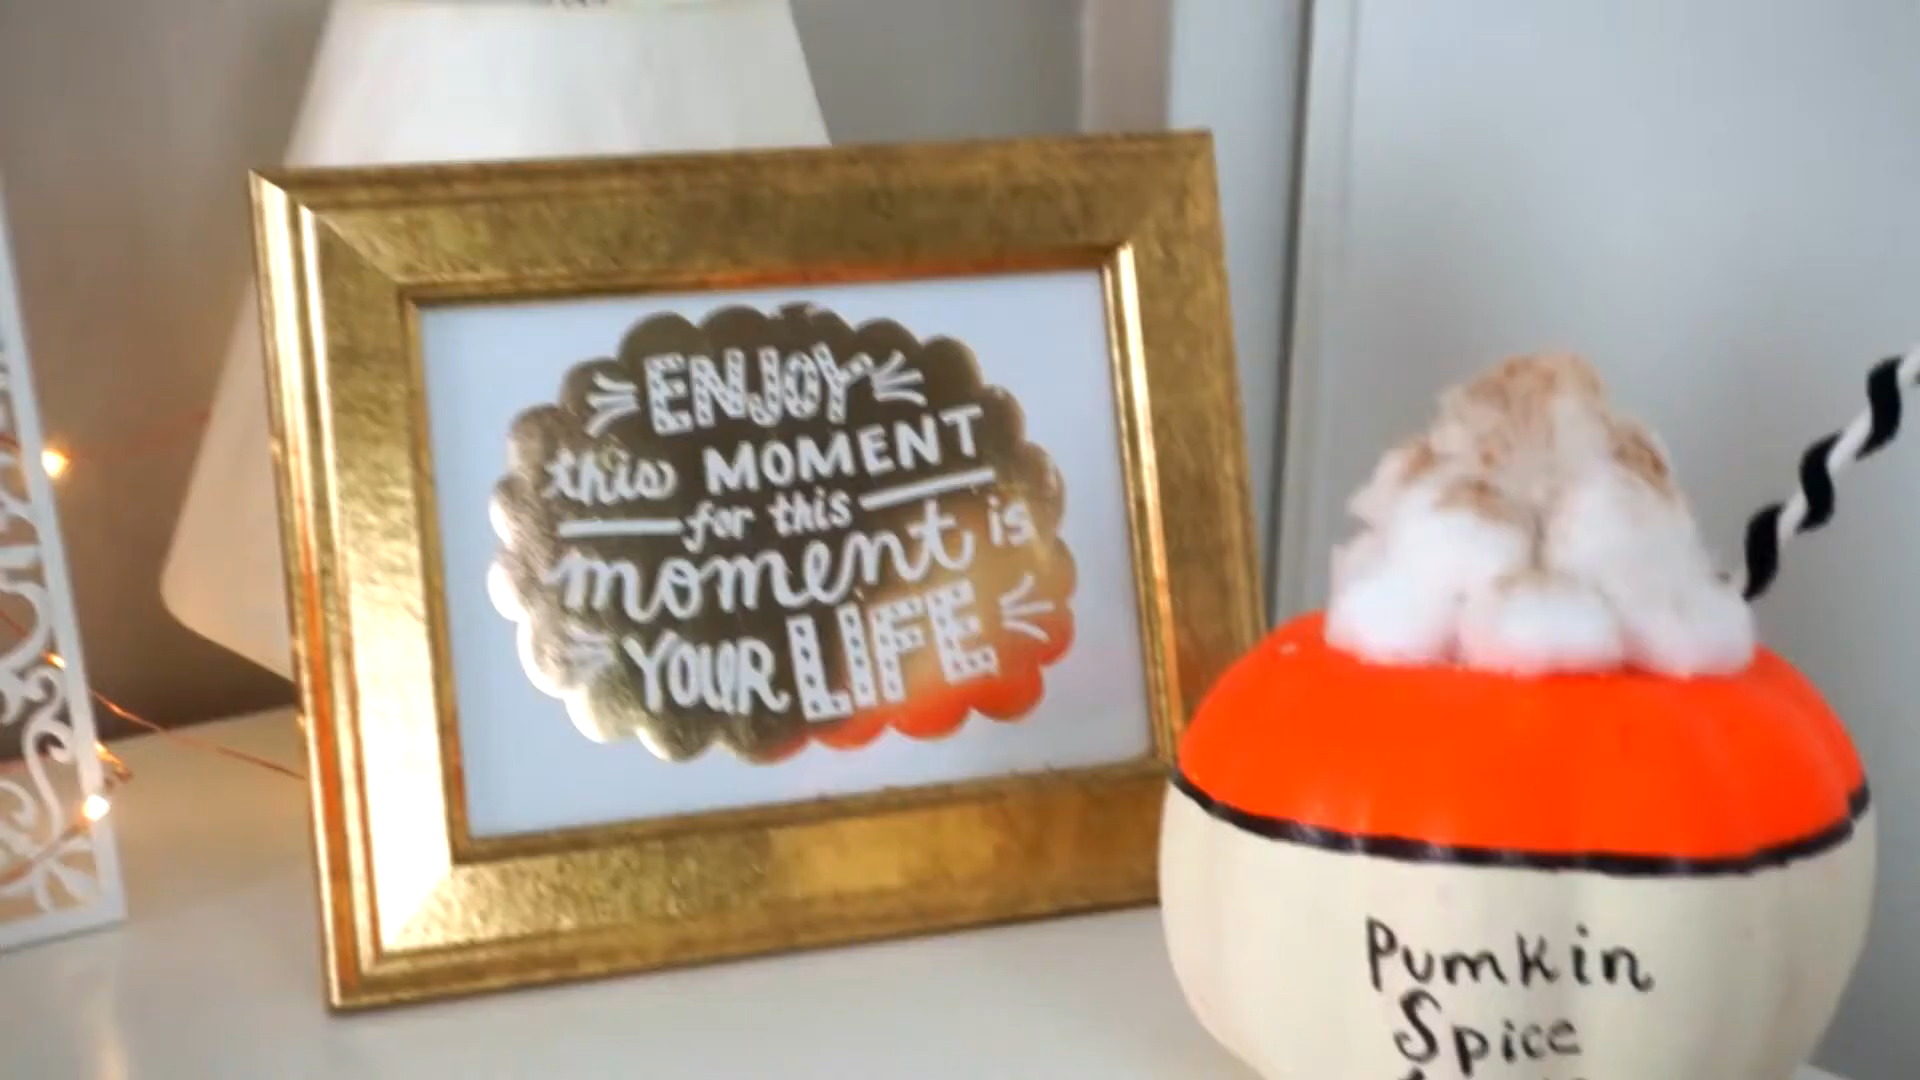 ENJOY
this MOMENT
for this
moment is
YOUR LIFE
Pumkin
Spice